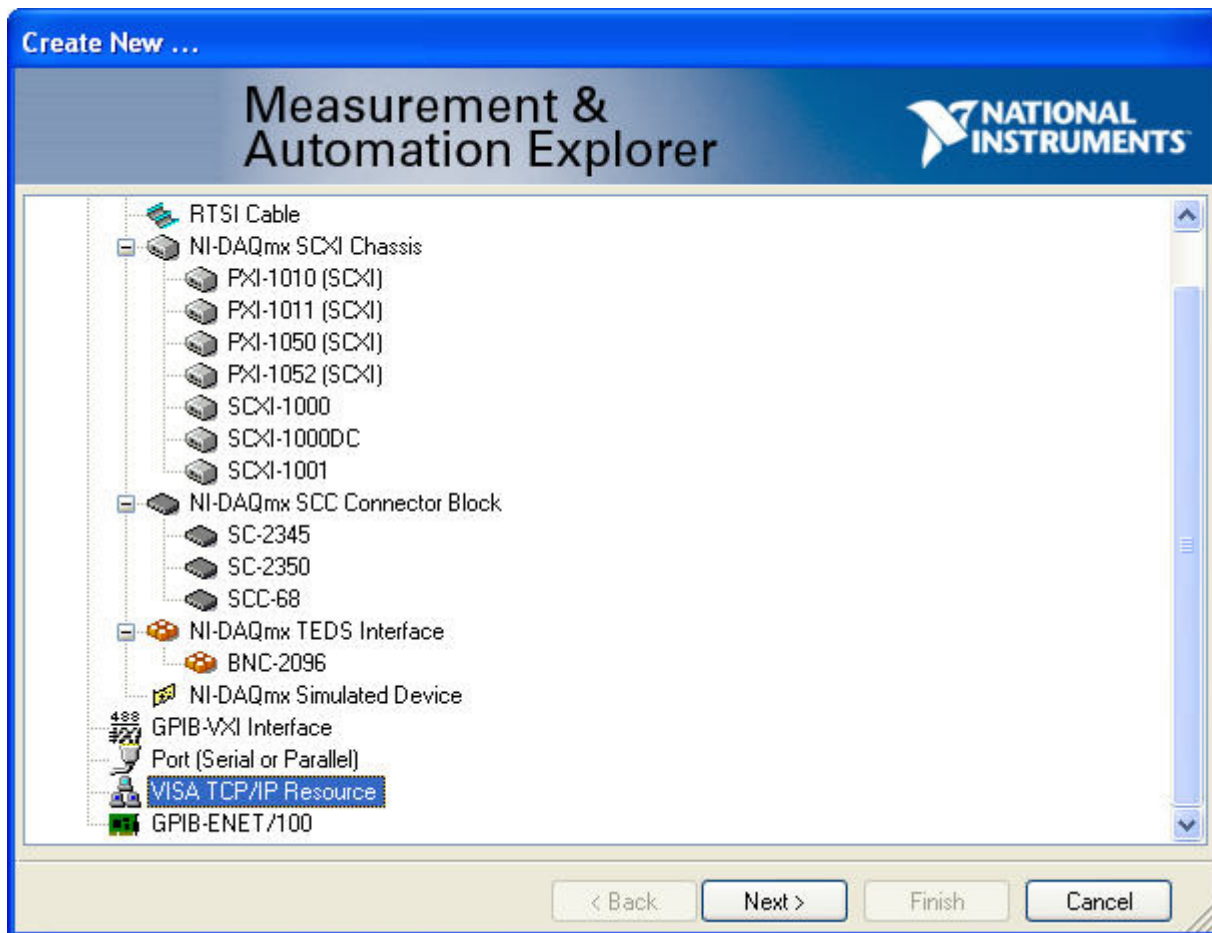 Create New ...
Measurement &
Automation Explorer
NATIONAL
INSTRUMENTS
RTSI Cable
NI-DAQmx SCXI Chassis
PXI-1010 (SCXI)
PXI-1011 (SCXI)
PXI-1050 (SCXI)
PXI-1052 (SCXI)
SCXI-1000
SCXI-1000DC
SCXI-1001
NI-DAQmx SCC Connector Block
SC-2345
SC-2350
SCC-68
NI-DAQmx TEDS Interface
BNC-2096
NI-DAQmx Simulated Device
GPIB-VXI Interface
Port (Serial or Parallel)
VISA TCP/IP Resource
GPIB-ENET/100
< Back
Next >
Finish
Cancel